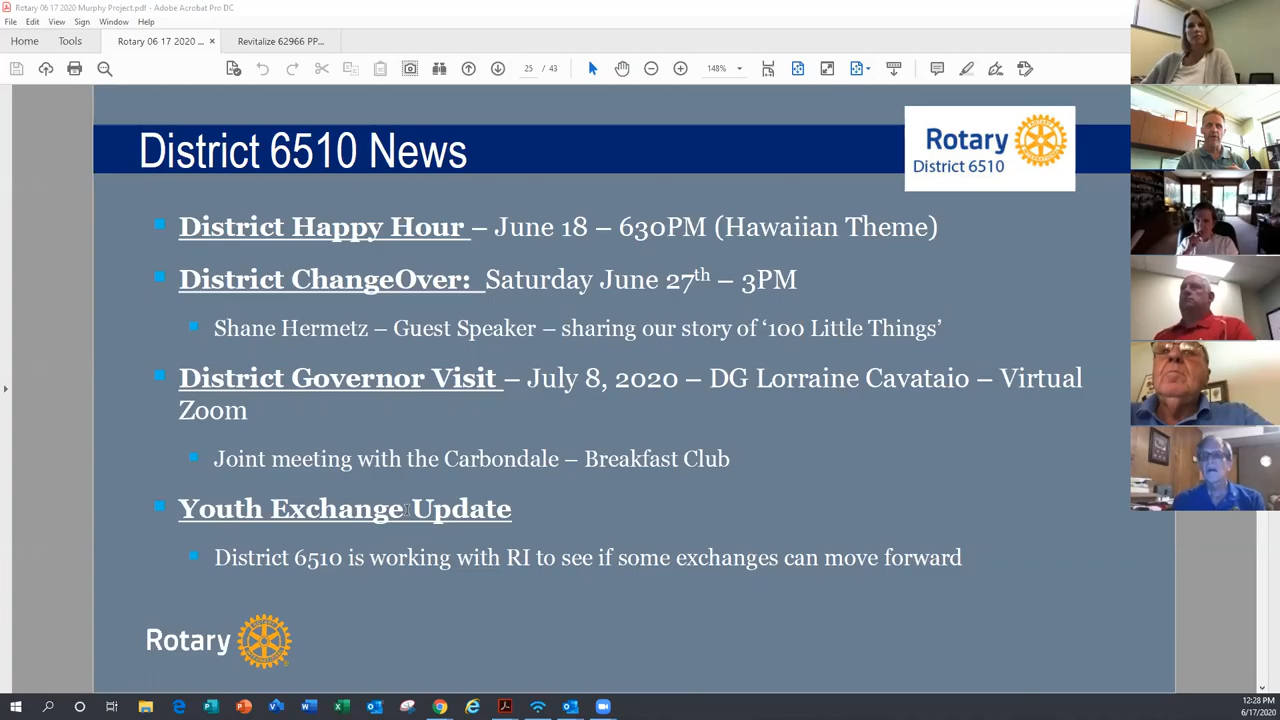 Rotary 06 17 2020 Murphy Project.pdf - Adobe Acrobat Pro DC
File Edit View Sign Window Help
Home Tools Rotary 06 17 2020 ... × Revitalize 62966 PP...
25 / 43 148%
District 6510 News
Rotary
District 6510
District Happy Hour – June 18 – 630PM (Hawaiian Theme)
District ChangeOver: Saturday June 27th – 3PM
Shane Hermetz – Guest Speaker – sharing our story of ‘100 Little Things’
District Governor Visit – July 8, 2020 – DG Lorraine Cavataio – Virtual
Zoom
Joint meeting with the Carbondale – Breakfast Club
Youth Exchange Update
District 6510 is working with RI to see if some exchanges can move forward
Rotary
12:28 PM
6/17/2020